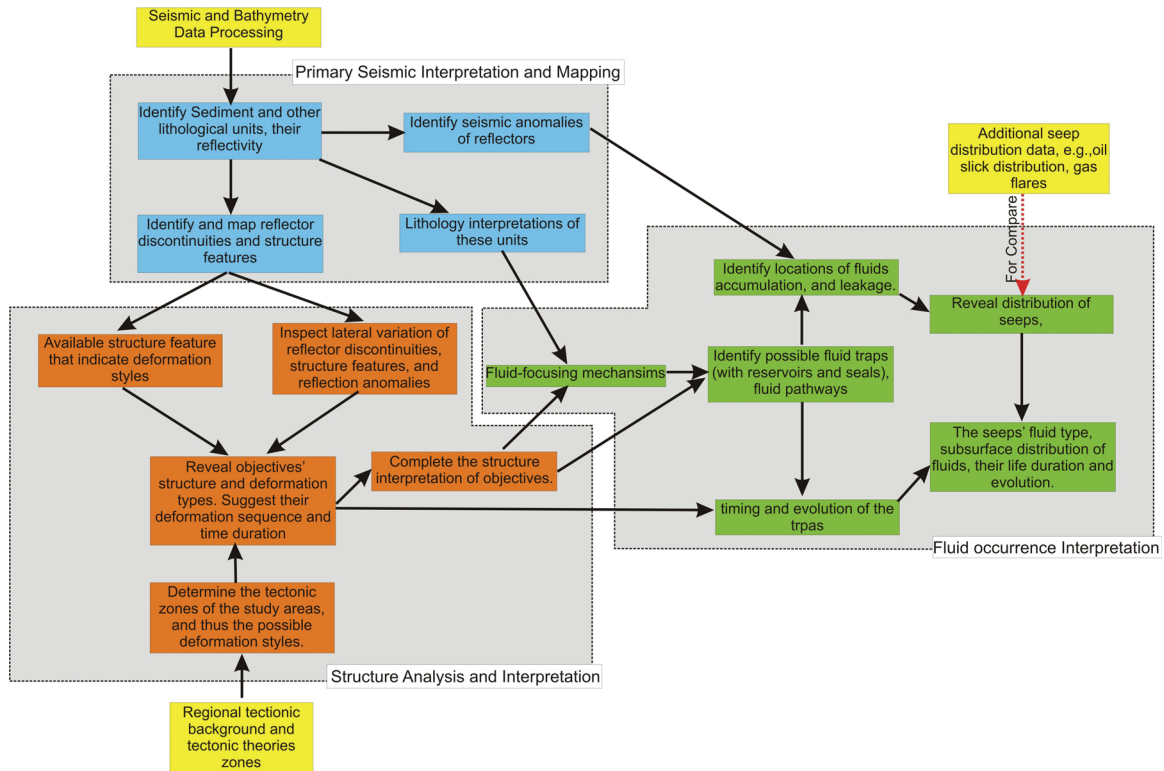 Seismic and Bathymetry
Data Processing
Primary Seismic Interpretation and Mapping
Identify Sediment and other
lithological units, their
reflectivity
Identify seismic anomalies
of reflectors
Additional seep
distribution data, e.g.,oil
slick distribution, gas
flares
Identify and map reflector
discontinuities and structure
features
Lithology interpretations of
these units
For Compare
Identify locations of fluids
accumulation, and leakage.
Reveal distribution of
seeps,
Available structure feature
that indicate deformation
styles
Inspect lateral variation of
reflector discontinuities,
structure features, and
reflection anomalies
Fluid-focusing mechansims
Identify possible fluid traps
(with reservoirs and seals),
fluid pathways
Reveal objectives'
structure and deformation
types. Suggest their
deformation sequence and
time duration
Complete the structure
interpretation of objectives.
The seeps' fluid type,
subsurface distribution of
fluids, their life duration and
evolution.
timing and evolution of the
trpas
Fluid occurrence Interpretation
Determine the tectonic
zones of the study areas,
and thus the possible
deformation styles.
Structure Analysis and Interpretation
Regional tectionic
background and
tectonic theories
zones